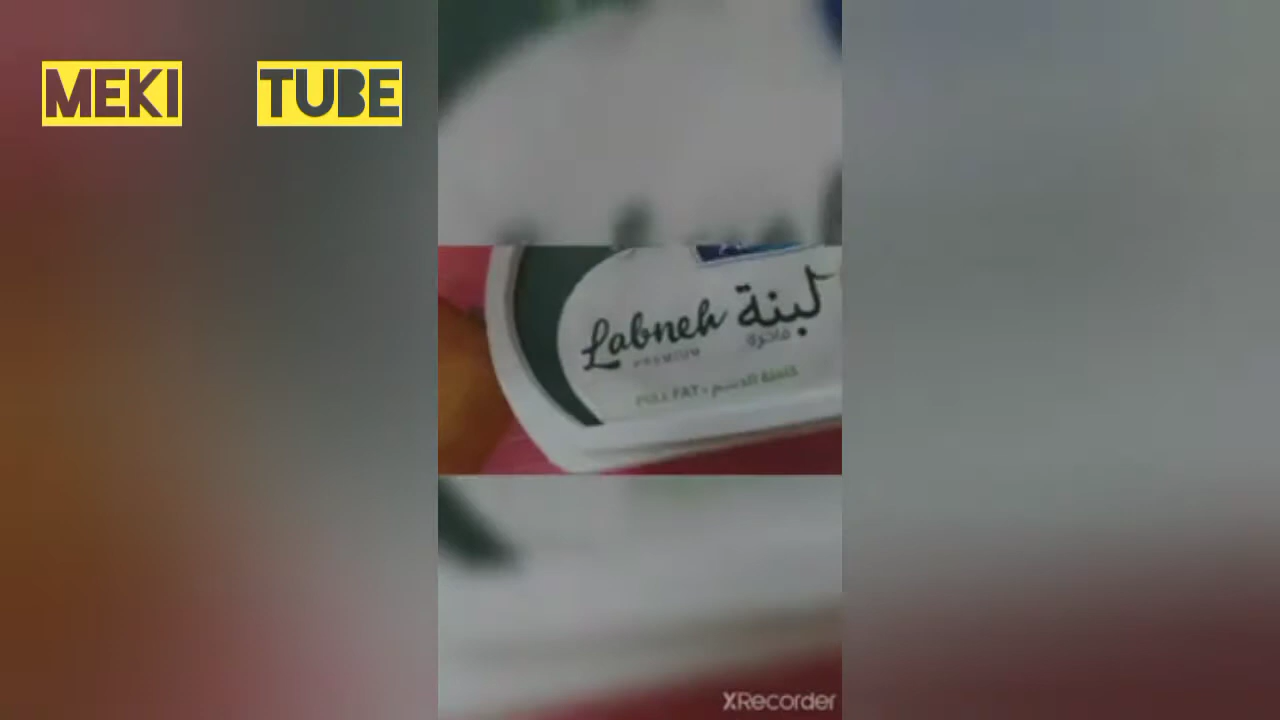 MEKI TUBE
Labneh لبنة
PREMIUM فاخرة
FULL FAT • كاملة الدسم
XRecorder